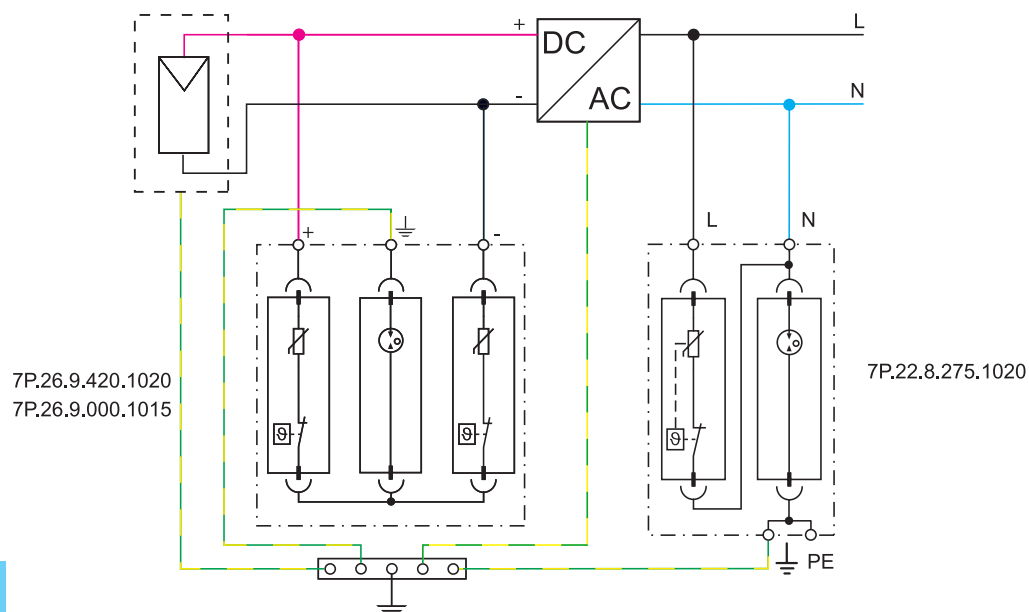 +
DC
L
-
AC
N
+
-
L
N
7P.26.9.420.1020
7P.26.9.000.1015
7P.22.8.275.1020
ϑ
ϑ
ϑ
PE